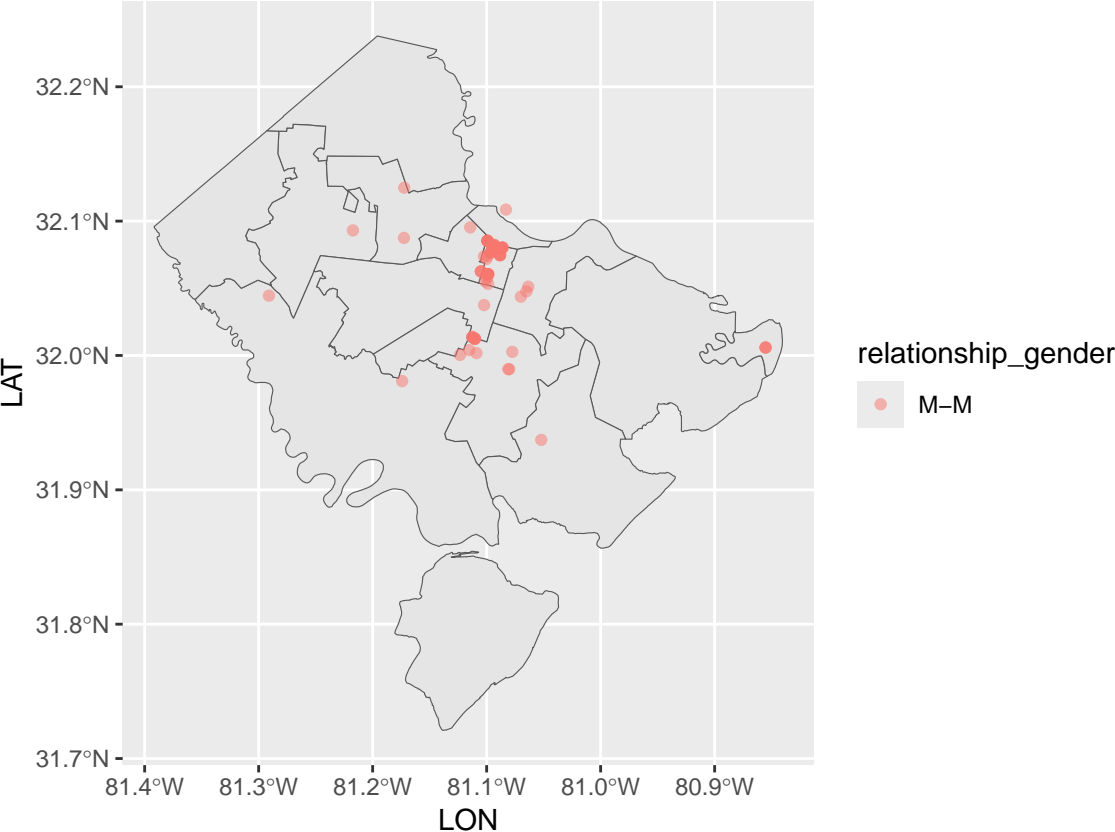 32.2°N
32.1°N
32.0°N
31.9°N
31.8°N
31.7°N
81.4°W
81.3°W
81.2°W
81.1°W
81.0°W
80.9°W
LON
LAT
relationship_gender
M−M